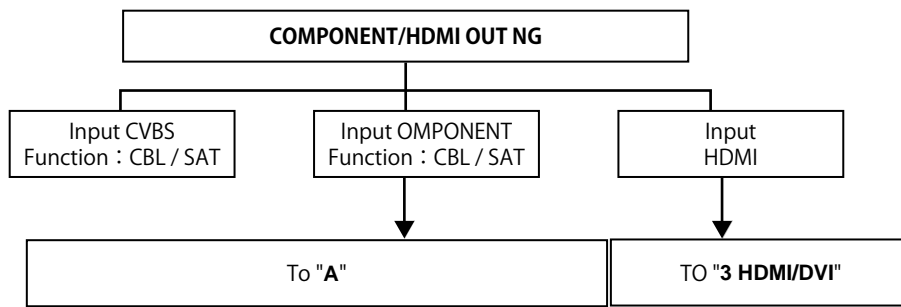 COMPONENT/HDMI OUT NG
Input CVBS
Function：CBL / SAT
Input OMPONENT
Function：CBL / SAT
Input
HDMI
To "A"
TO "3 HDMI/DVI"